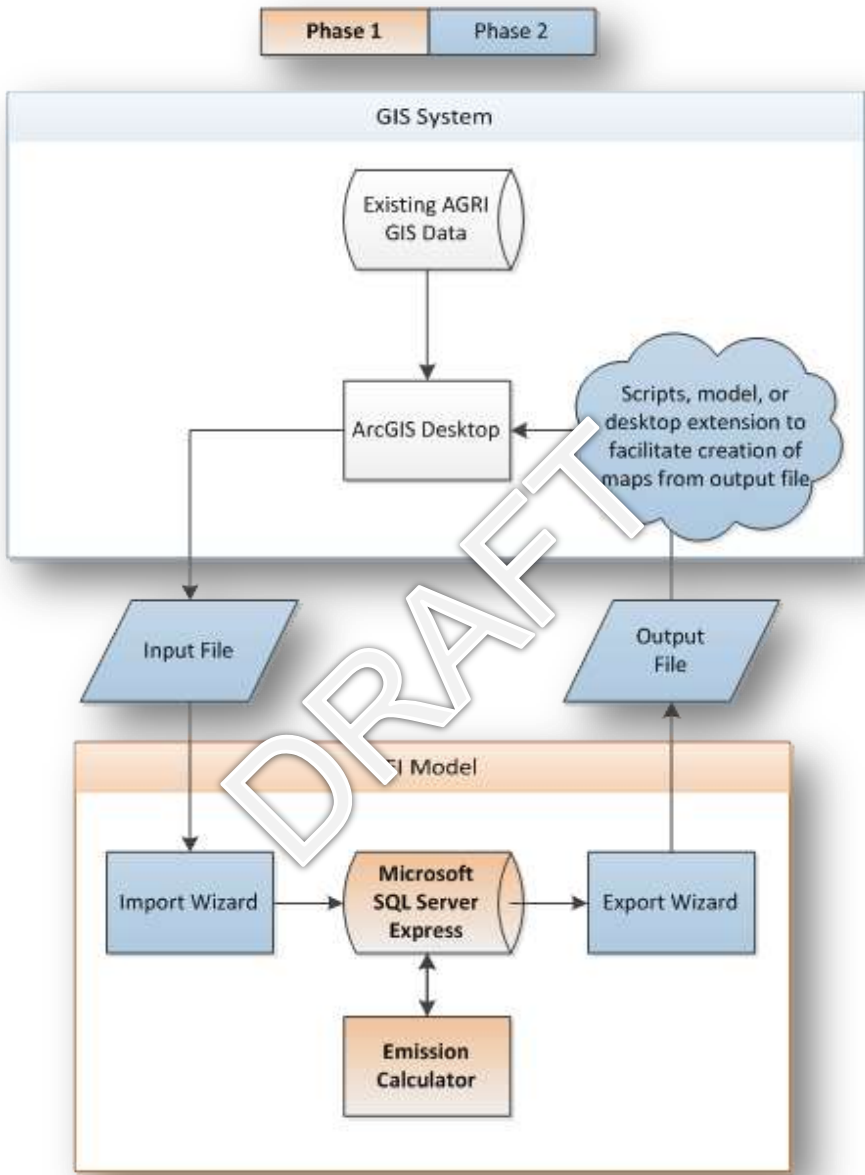 Phase 1
Phase 2
GIS System
Existing AGRI
GIS Data
ArcGIS Desktop
Scripts, model, or
desktop extension to
facilitate creation of
maps from output file
Input File
Output
File
DRAFT
Model
Import Wizard
Microsoft
SQL Server
Express
Export Wizard
Emission
Calculator